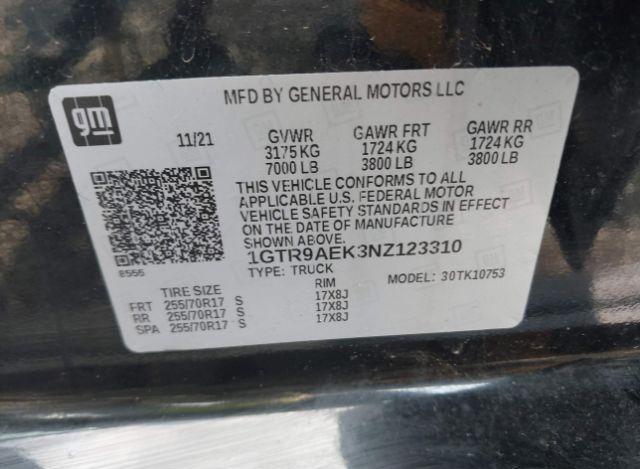 MFD BY GENERAL MOTORS LLC
gm
11/21 GVWR GAWR FRT GAWR RR
3175 KG 1724 KG 1724 KG
7000 LB 3800 LB 3800 LB
THIS VEHICLE CONFORMS TO ALL
APPLICABLE U.S. FEDERAL MOTOR
VEHICLE SAFETY STANDARDS IN EFFECT
ON THE DATE OF MANUFACTURE
SHOWN ABOVE.
8555
1GTR9AEK3NZ123310
TYPE: TRUCK MODEL: 30TK10753
TIRE SIZE RIM
FRT 255/70R17 S 17X8J
RR 255/70R17 S 17X8J
SPA 255/70R17 S 17X8J